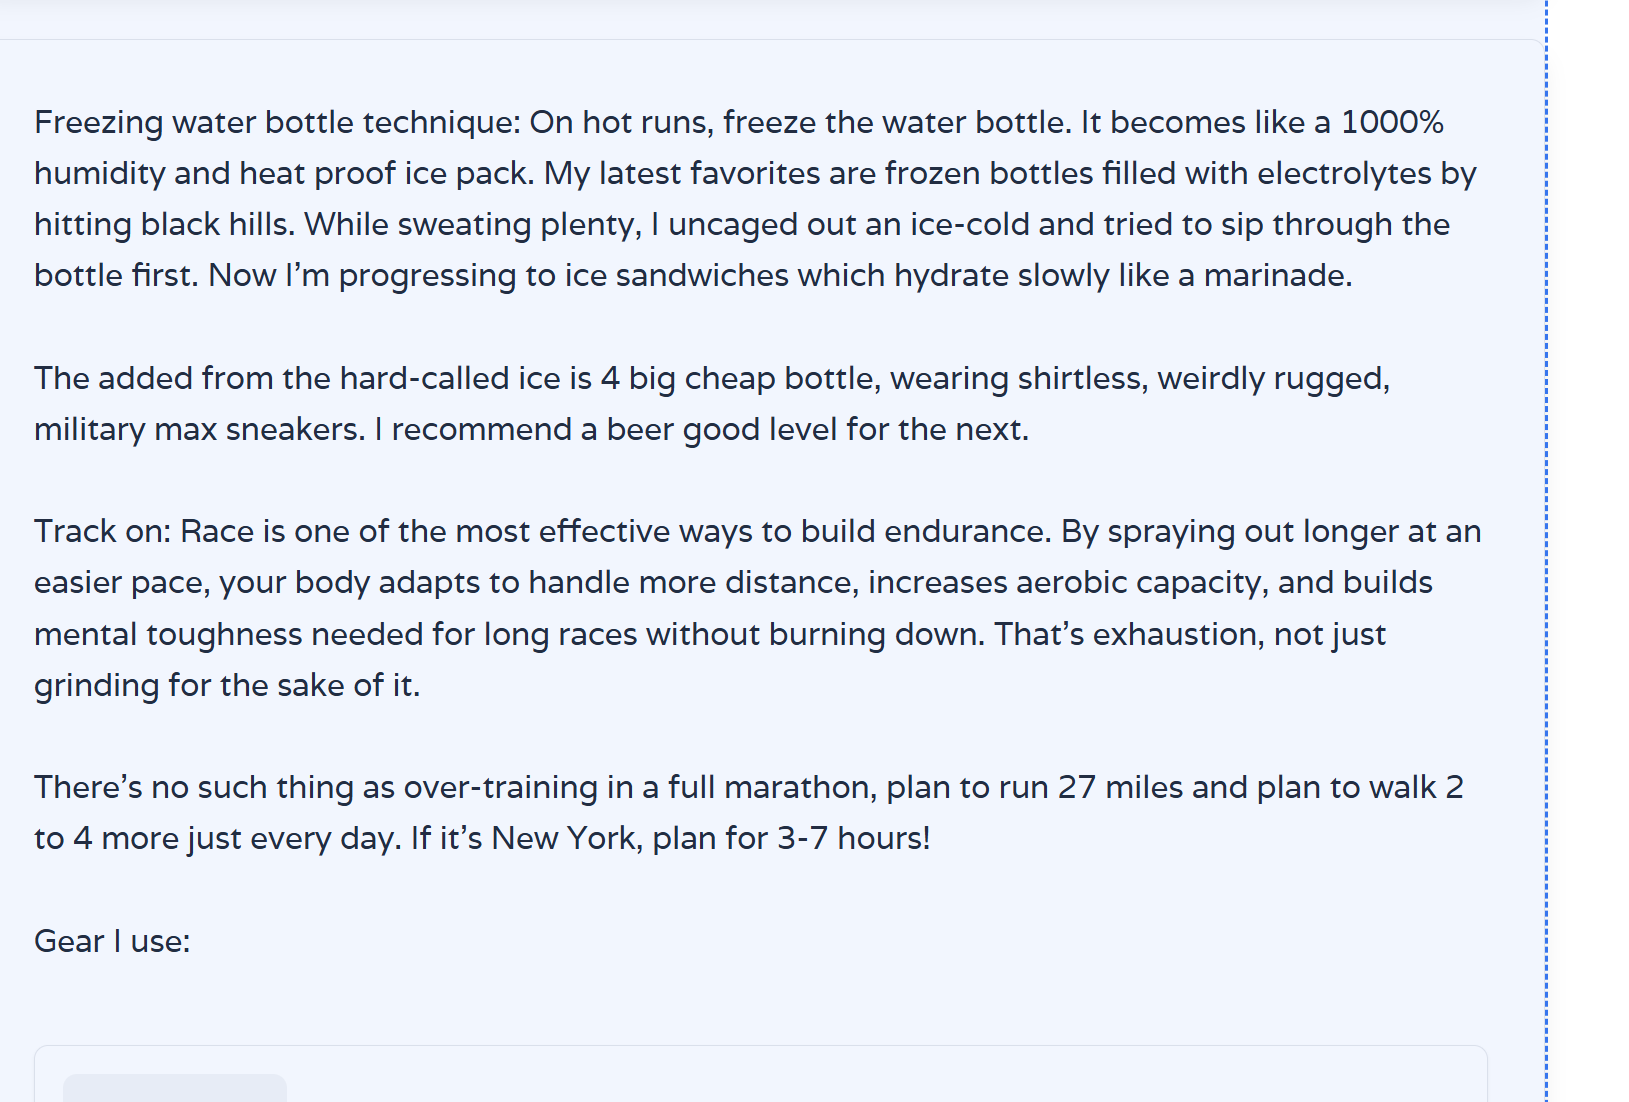 Freezing water bottle technique: On hot runs, freeze the water bottle. It becomes like a 1000%
humidity and heat proof ice pack. My latest favorites are frozen bottles filled with electrolytes by
hitting black hills. While sweating plenty, I uncaged out an ice-cold and tried to sip through the
bottle first. Now I’m progressing to ice sandwiches which hydrate slowly like a marinade.
The added from the hard-called ice is 4 big cheap bottle, wearing shirtless, weirdly rugged,
military max sneakers. I recommend a beer good level for the next.
Track on: Race is one of the most effective ways to build endurance. By spraying out longer at an
easier pace, your body adapts to handle more distance, increases aerobic capacity, and builds
mental toughness needed for long races without burning down. That’s exhaustion, not just
grinding for the sake of it.
There’s no such thing as over-training in a full marathon, plan to run 27 miles and plan to walk 2
to 4 more just every day. If it’s New York, plan for 3-7 hours!
Gear I use: